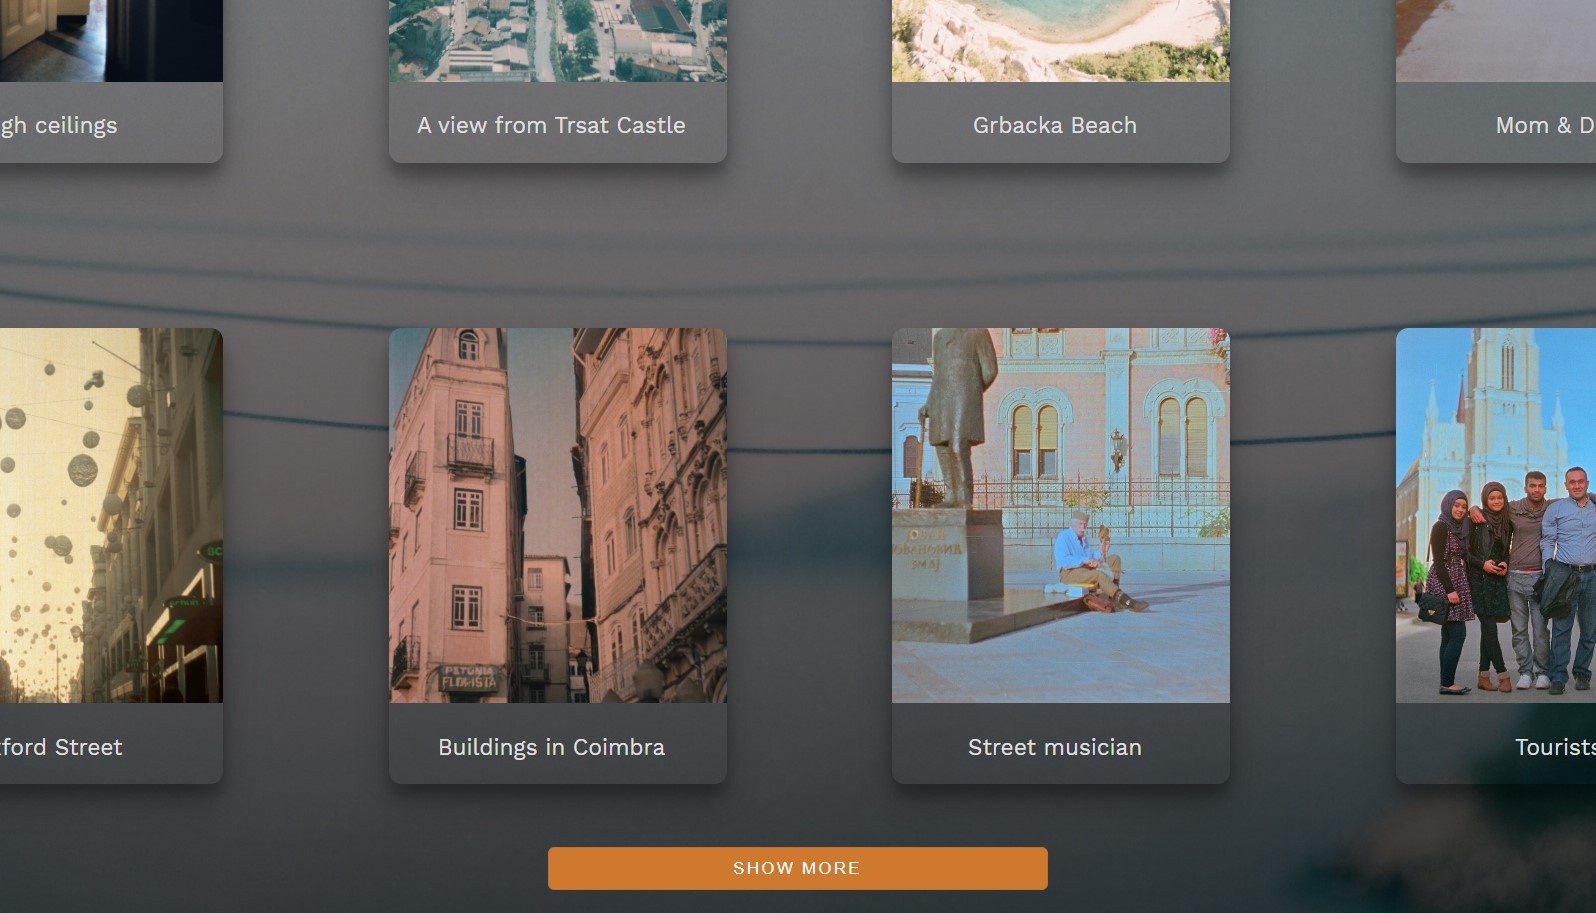 gh ceilings
A view from Trsat Castle
Grbacka Beach
Mom & D
PETÓNIA
FLORISTA
ford Street
Buildings in Coimbra
Street musician
Tourists
SHOW MORE